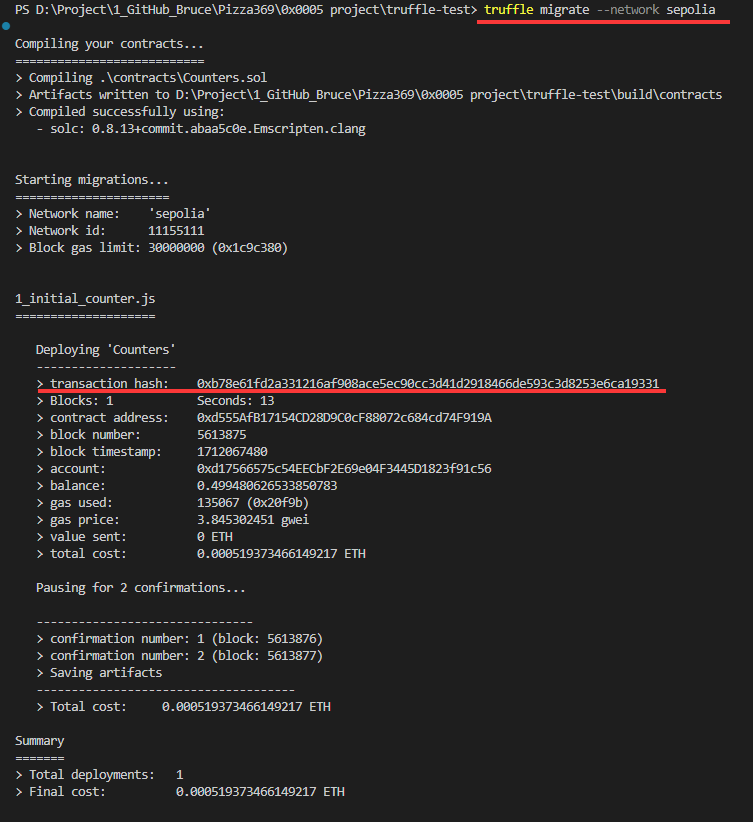 PS D:\Project\1_GitHub_Bruce\Pizza369\0x0005 project\truffle-test> truffle migrate --network sepolia
Compiling your contracts...
===========================
> Compiling .\contracts\Counters.sol
> Artifacts written to D:\Project\1_GitHub_Bruce\Pizza369\0x0005 project\truffle-test\build\contracts
> Compiled successfully using:
- solc: 0.8.13+commit.abaa5c0e.Emscripten.clang
Starting migrations...
======================
> Network name: 'sepolia'
> Network id: 11155111
> Block gas limit: 30000000 (0x1c9c380)
1_initial_counter.js
====================
Deploying 'Counters'
--------------------
> transaction hash: 0xb78e61fd2a331216af908ace5ec90cc3d41d2918466de593c3d8253e6ca19331
> Blocks: 1 Seconds: 13
> contract address: 0xd555AfB17154CD28D9C0cF88072c684cd74F919A
> block number: 5613875
> block timestamp: 1712067480
> account: 0xd17566575c54EECbF2E69e04F3445D1823f91c56
> balance: 0.499480626533850783
> gas used: 135067 (0x20f9b)
> gas price: 3.845302451 gwei
> value sent: 0 ETH
> total cost: 0.000519373466149217 ETH
Pausing for 2 confirmations...
-------------------------------
> confirmation number: 1 (block: 5613876)
> confirmation number: 2 (block: 5613877)
> Saving artifacts
-------------------------------------
> Total cost: 0.000519373466149217 ETH
Summary
=======
> Total deployments: 1
> Final cost: 0.000519373466149217 ETH